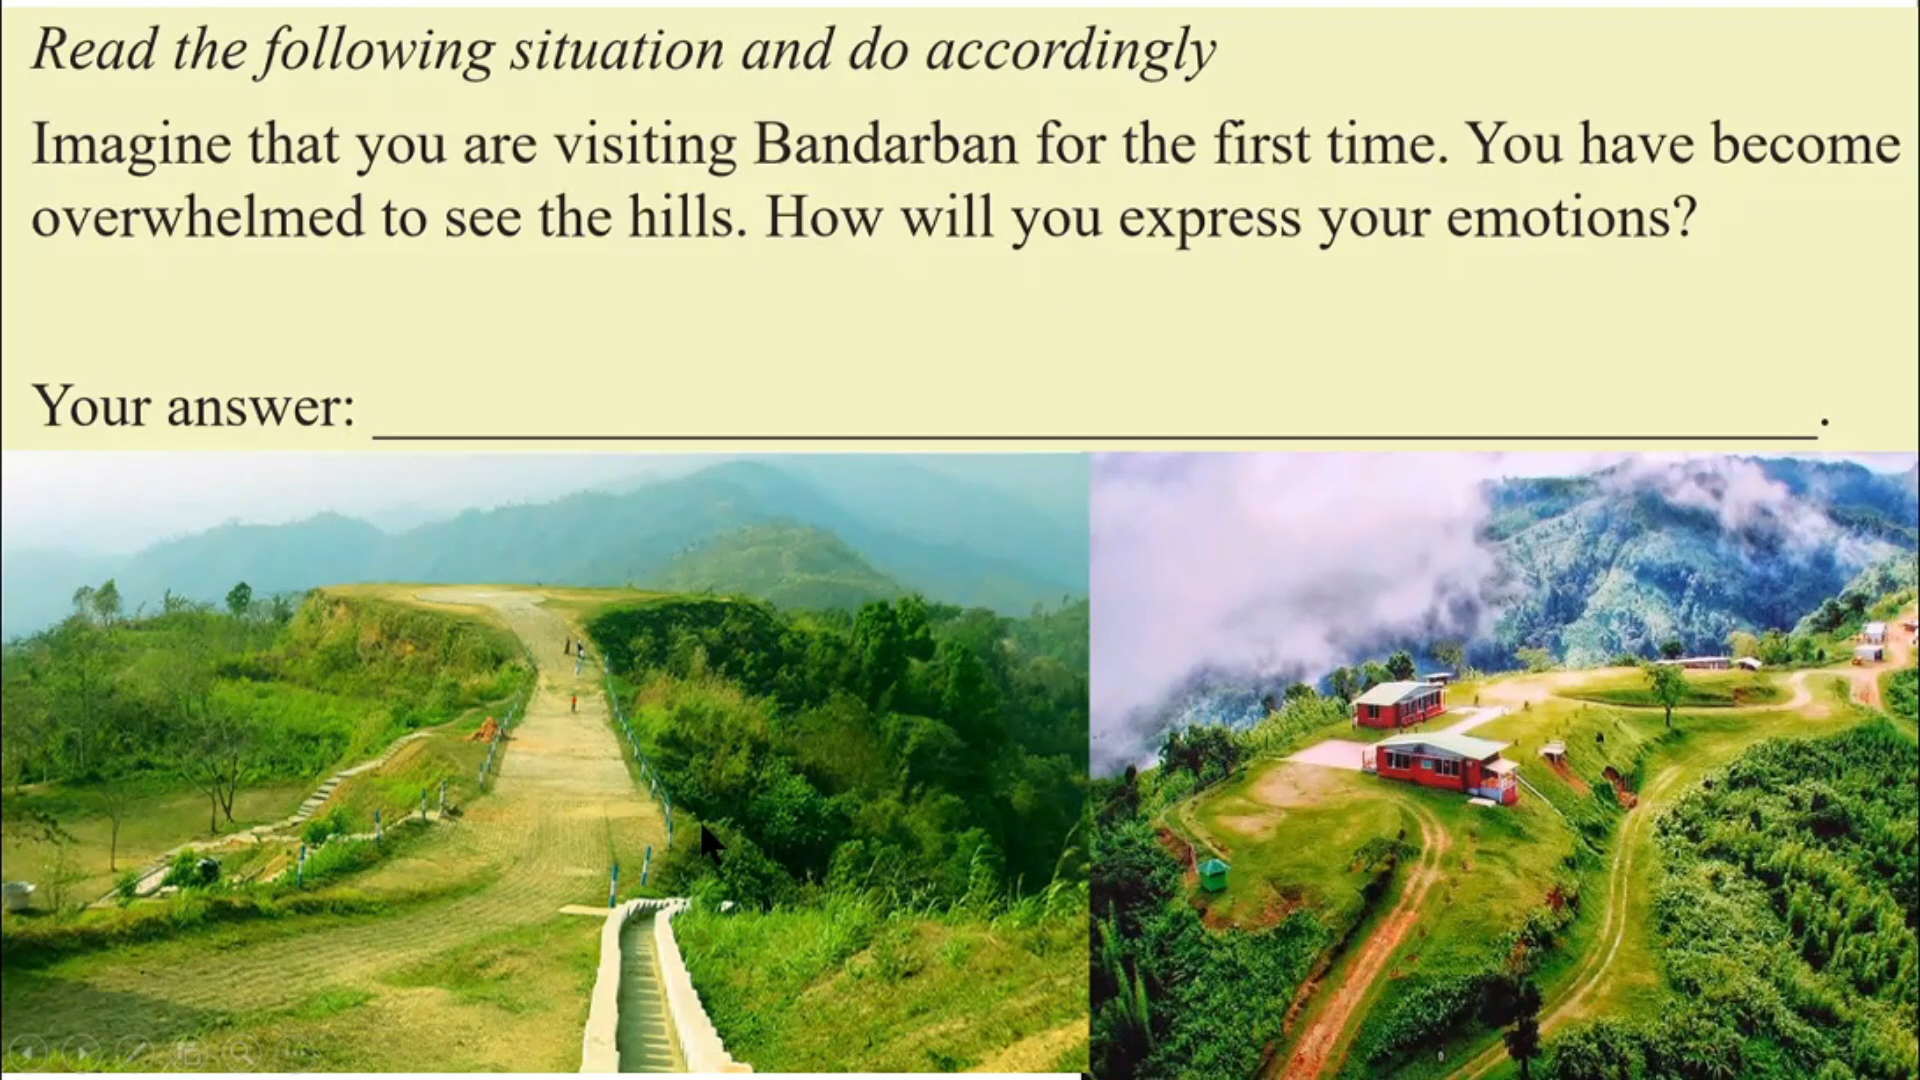 Read the following situation and do accordingly
Imagine that you are visiting Bandarban for the first time. You have become
overwhelmed to see the hills. How will you express your emotions?
Your answer: ______________________________.